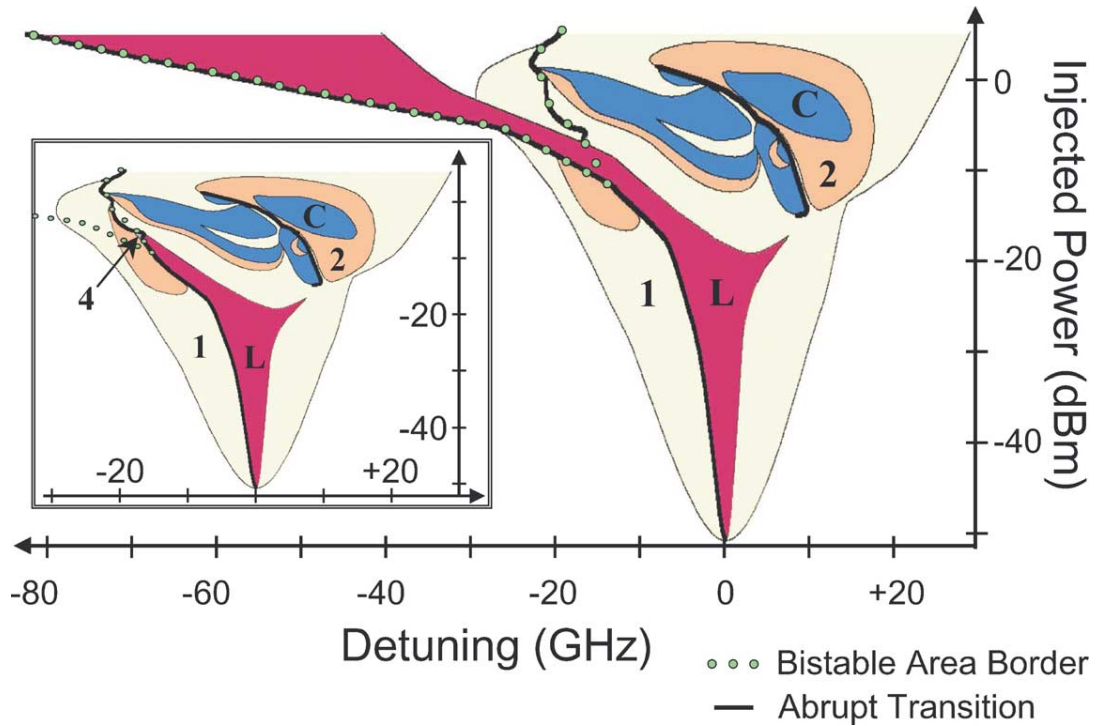 0
-20
-40
Injected Power (dBm)
C
2
1
L
C
2
4
1
L
-20
-40
-20
+20
-80
-60
-40
-20
0
+20
Detuning (GHz)
Bistable Area Border
Abrupt Transition